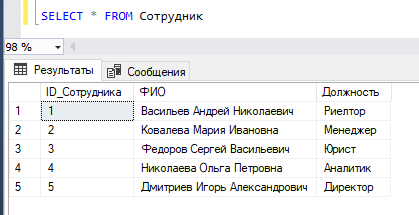 SELECT * FROM Сотрудник
98 %
Результаты Сообщения
ID_Сотрудника ФИО Должность
1 1 Васильев Андрей Николаевич Риелтор
2 2 Ковалева Мария Ивановна Менеджер
3 3 Федоров Сергей Васильевич Юрист
4 4 Николаева Ольга Петровна Аналитик
5 5 Дмитриев Игорь Александрович Директор